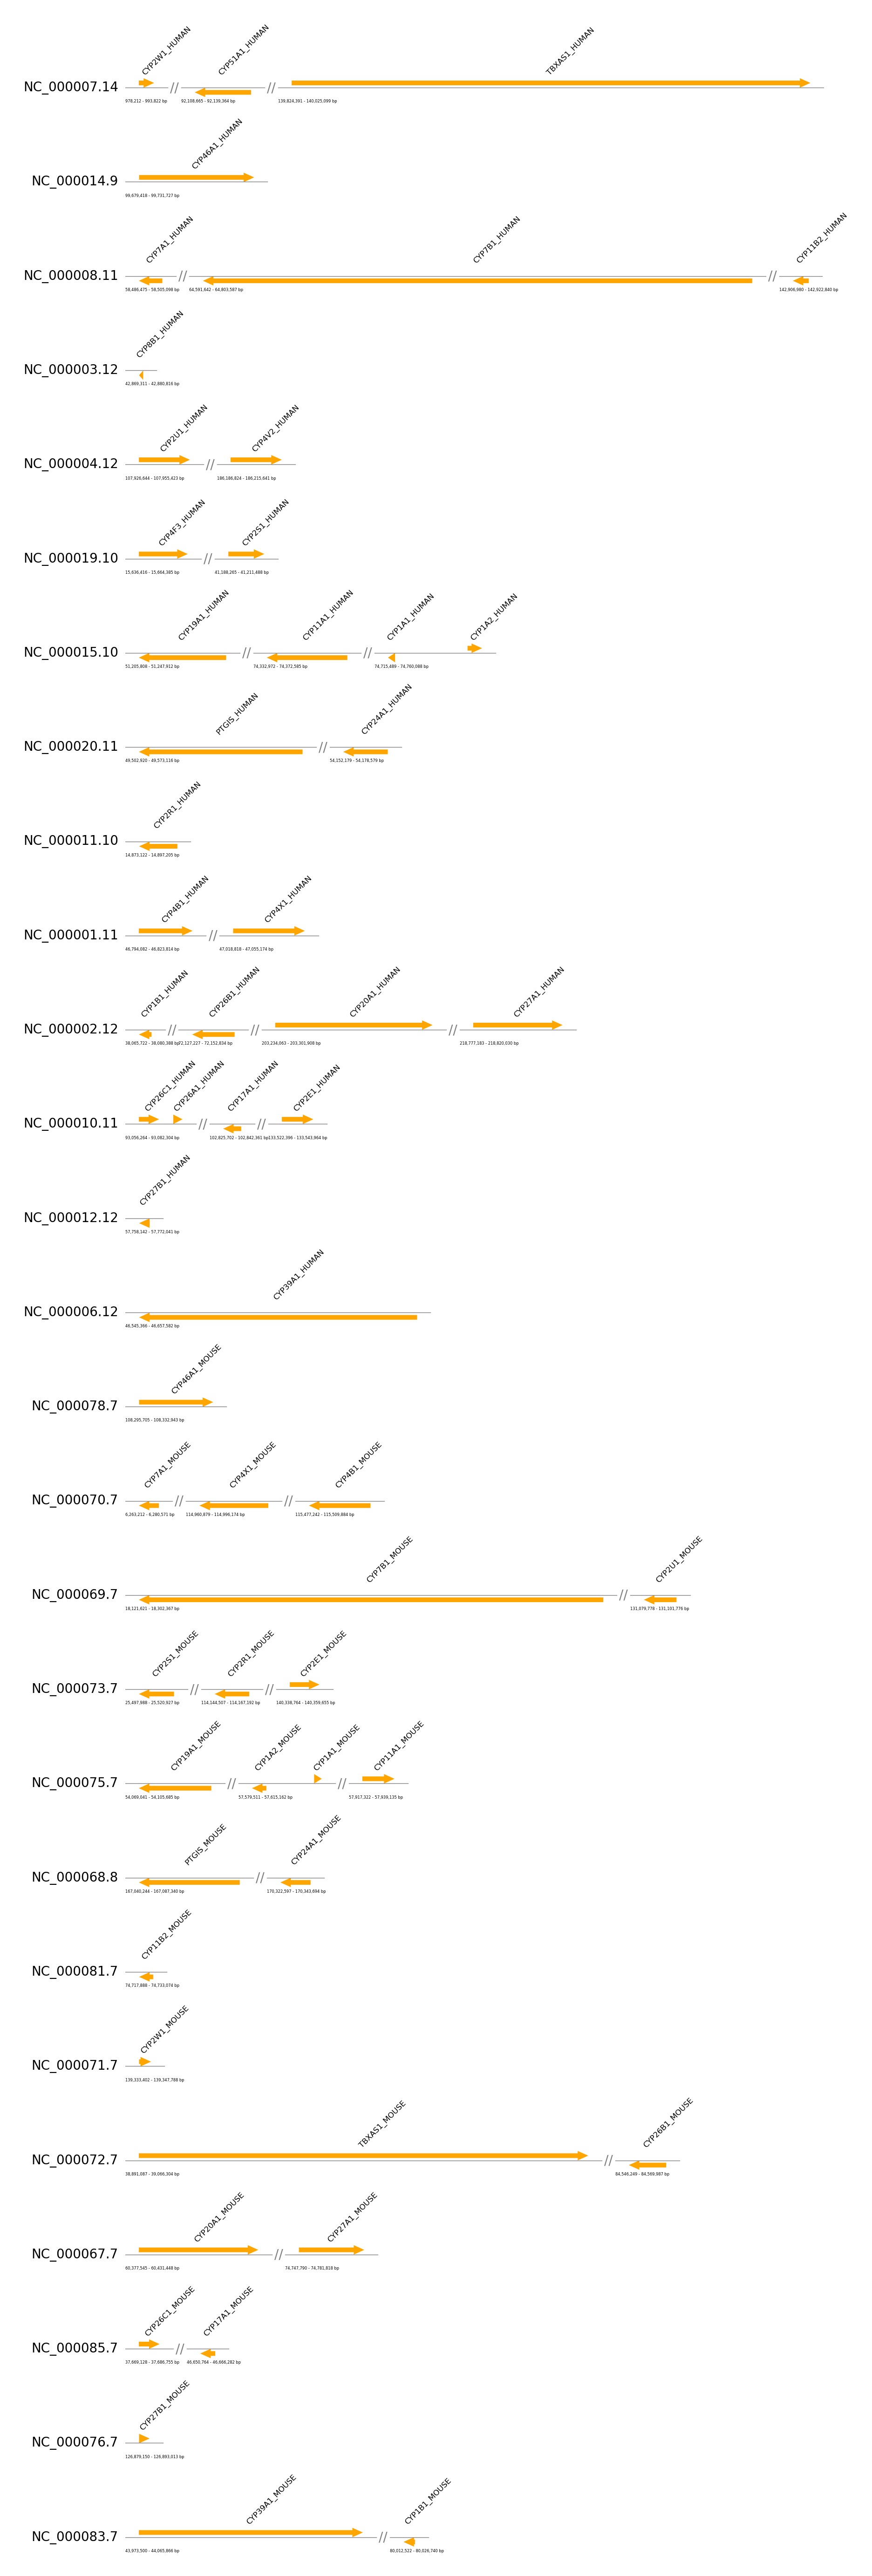 CYP2W1_HUMAN CYP51A1_HUMAN TBXAS1_HUMAN
NC_000007.14
978,212 - 993,822 bp 92,108,665 - 92,139,364 bp 139,824,391 - 140,025,099 bp
CYP46A1_HUMAN
NC_000014.9
99,679,418 - 99,731,727 bp
CYP7A1_HUMAN CYP7B1_HUMAN CYP11B2_HUMAN
NC_000008.11
58,486,475 - 58,505,098 bp 64,591,642 - 64,803,587 bp 142,906,980 - 142,922,840 bp
CYP8B1_HUMAN
NC_000003.12
42,869,311 - 42,880,816 bp
CYP2U1_HUMAN CYP4V2_HUMAN
NC_000004.12
107,926,644 - 107,955,423 bp 186,186,824 - 186,215,641 bp
CYP4F3_HUMAN CYP2S1_HUMAN
NC_000019.10
15,636,416 - 15,664,385 bp 41,188,265 - 41,211,488 bp
CYP19A1_HUMAN CYP11A1_HUMAN CYP1A1_HUMAN CYP1A2_HUMAN
NC_000015.10
51,205,808 - 51,247,912 bp 74,332,972 - 74,372,585 bp 74,715,489 - 74,760,088 bp
PTGIS_HUMAN CYP24A1_HUMAN
NC_000020.11
49,502,920 - 49,573,116 bp 54,152,179 - 54,178,579 bp
CYP2R1_HUMAN
NC_000011.10
14,873,122 - 14,897,205 bp
CYP4B1_HUMAN CYP4X1_HUMAN
NC_000001.11
46,794,082 - 46,823,814 bp 47,018,618 - 47,055,174 bp
CYP1B1_HUMAN CYP26B1_HUMAN CYP20A1_HUMAN CYP27A1_HUMAN
NC_000002.12
38,065,722 - 38,080,388 bp 72,127,227 - 72,152,834 bp 203,234,063 - 203,301,908 bp 218,777,183 - 218,820,030 bp
CYP26C1_HUMAN CYP26A1_HUMAN CYP17A1_HUMAN CYP2E1_HUMAN
NC_000010.11
93,056,264 - 93,082,304 bp 102,825,702 - 102,842,361 bp 133,522,396 - 133,543,964 bp
CYP27B1_HUMAN
NC_000012.12
57,758,142 - 57,772,041 bp
CYP39A1_HUMAN
NC_000006.12
46,545,366 - 46,657,582 bp
CYP46A1_MOUSE
NC_000078.7
108,295,705 - 108,332,943 bp
CYP7A1_MOUSE CYP4X1_MOUSE CYP4B1_MOUSE
NC_000070.7
6,263,212 - 6,280,571 bp 114,960,879 - 114,996,174 bp 115,477,242 - 115,509,884 bp
CYP7B1_MOUSE CYP2U1_MOUSE
NC_000069.7
18,121,621 - 18,302,367 bp 131,079,778 - 131,101,776 bp
CYP2S1_MOUSE CYP2R1_MOUSE CYP2E1_MOUSE
NC_000073.7
25,497,988 - 25,520,927 bp 114,144,507 - 114,167,192 bp 140,338,764 - 140,359,655 bp
CYP19A1_MOUSE CYP1A2_MOUSE CYP1A1_MOUSE CYP11A1_MOUSE
NC_000075.7
54,069,041 - 54,105,685 bp 57,579,511 - 57,615,162 bp 57,917,322 - 57,939,135 bp
PTGIS_MOUSE CYP24A1_MOUSE
NC_000068.8
167,040,244 - 167,087,340 bp 170,322,597 - 170,343,694 bp
CYP11B2_MOUSE
NC_000081.7
74,717,888 - 74,733,074 bp
CYP2W1_MOUSE
NC_000071.7
139,333,402 - 139,347,788 bp
TBXAS1_MOUSE CYP26B1_MOUSE
NC_000072.7
38,891,087 - 39,066,304 bp 84,546,249 - 84,569,987 bp
CYP20A1_MOUSE CYP27A1_MOUSE
NC_000067.7
60,377,545 - 60,431,448 bp 74,747,790 - 74,781,818 bp
CYP26C1_MOUSE CYP17A1_MOUSE
NC_000085.7
37,669,128 - 37,686,755 bp 46,650,764 - 46,666,282 bp
CYP27B1_MOUSE
NC_000076.7
126,879,150 - 126,893,013 bp
CYP39A1_MOUSE CYP1B1_MOUSE
NC_000083.7
43,973,500 - 44,065,866 bp 80,012,522 - 80,026,740 bp